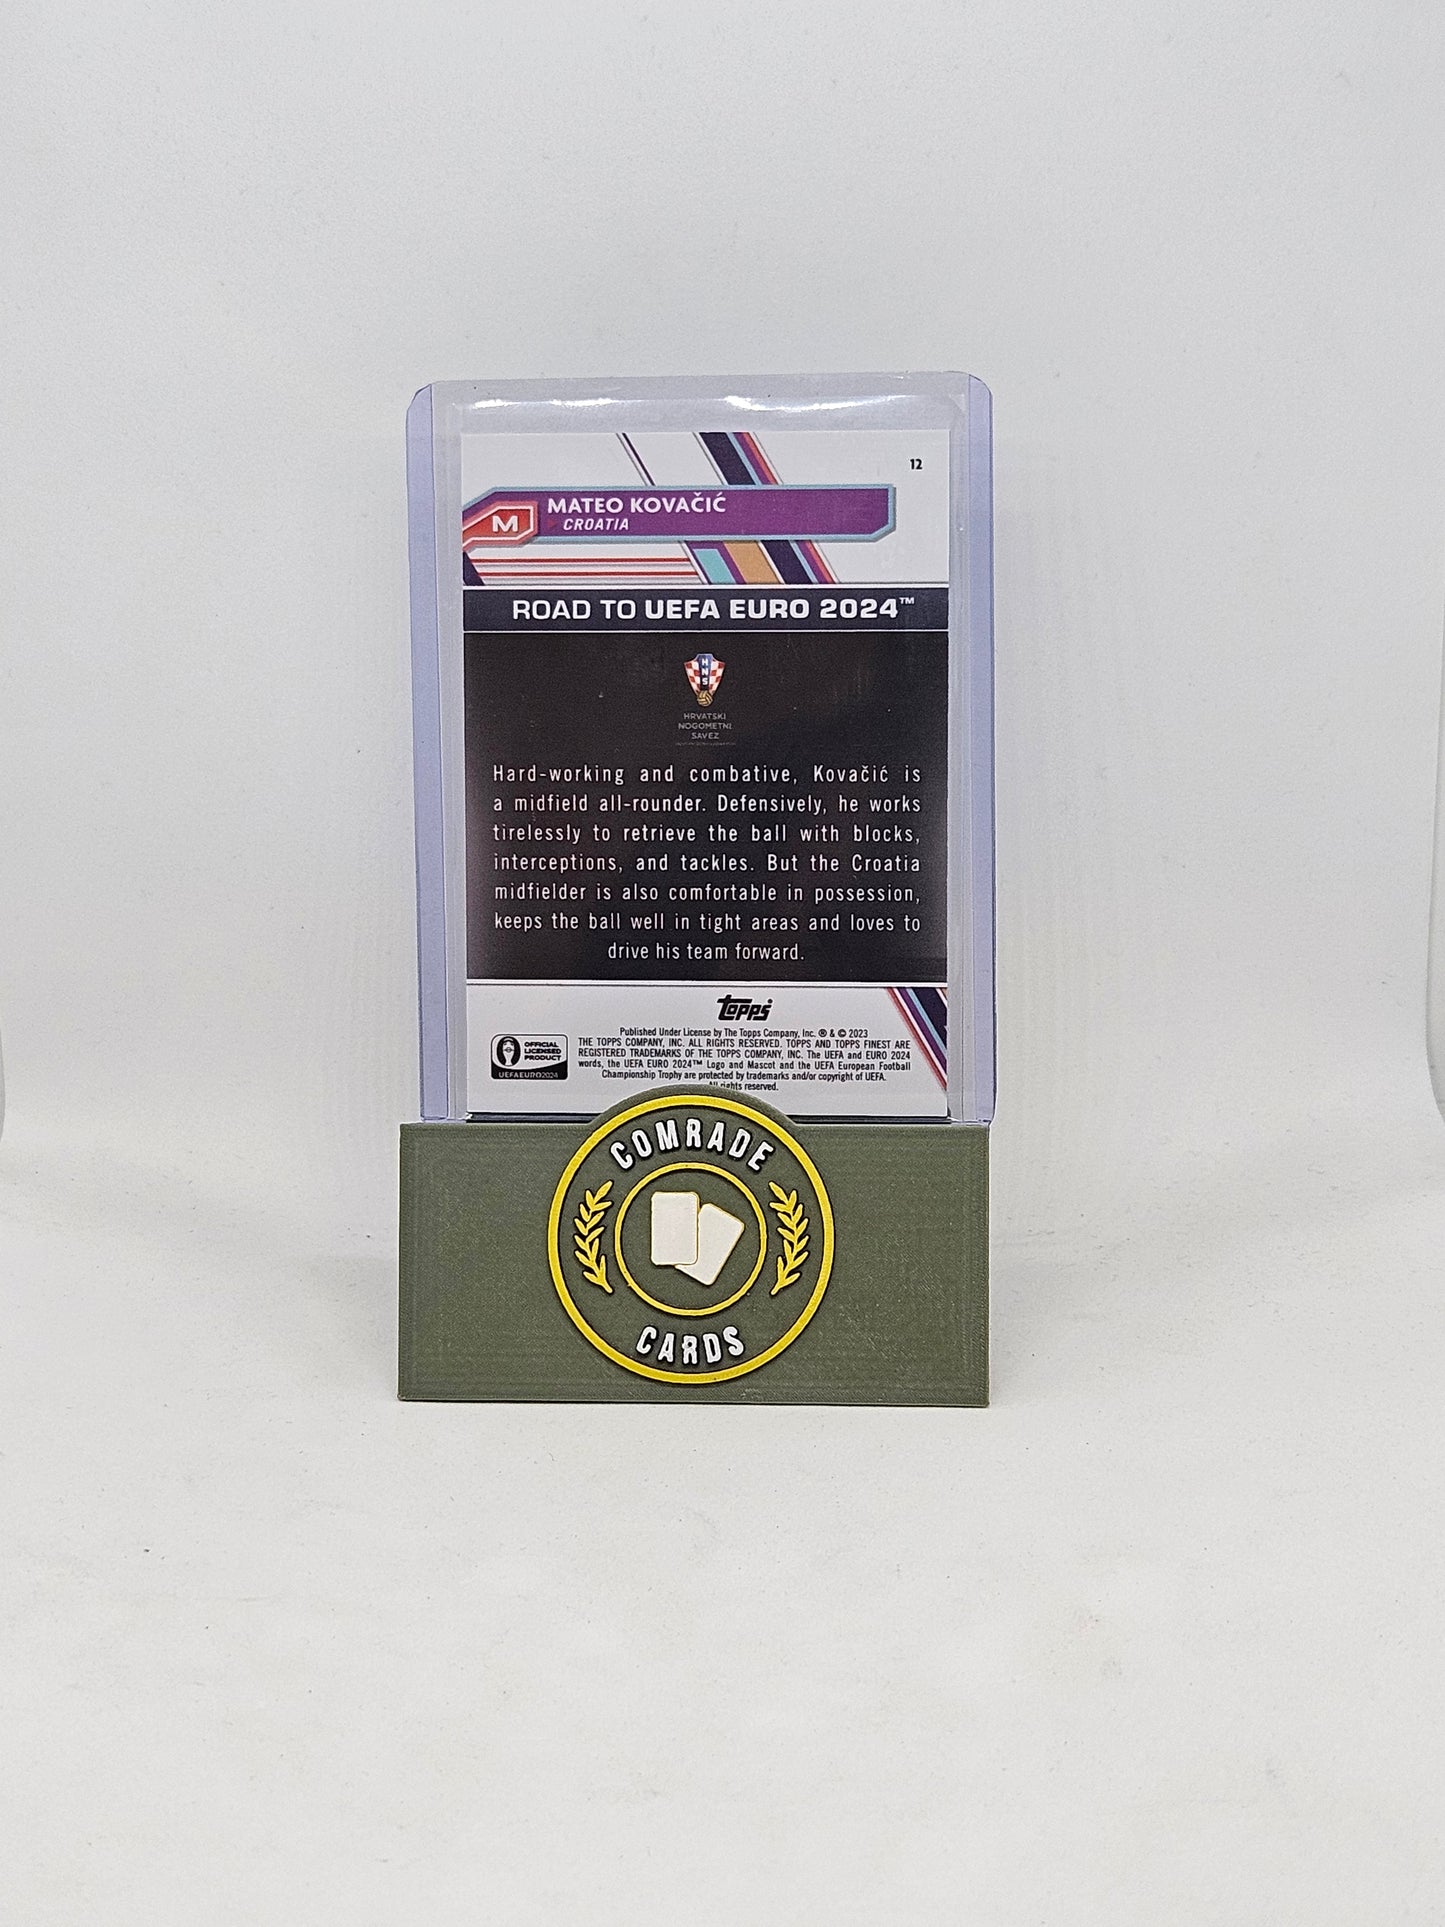 12
MATEO KOVAČIĆ
M
CROATIA
ROAD TO UEFA EURO 2024™
HNS
HRVATSKI
NOGOMETNI
SAVEZ
Hard-working and combative, Kovačić is
a midfield all-rounder. Defensively, he works
tirelessly to retrieve the ball with blocks,
interceptions, and tackles. But the Croatia
midfielder is also comfortable in possession,
keeps the ball well in tight areas and loves to
drive his team forward.
topps
Published Under License by The Topps Company, Inc. ® & © 2023
THE TOPPS COMPANY, INC. ALL RIGHTS RESERVED. TOPPS AND TOPPS FINEST ARE
REGISTERED TRADEMARKS OF THE TOPPS COMPANY, INC. The UEFA and EURO 2024
words, the UEFA EURO 2024™ Logo and Mascot and the UEFA European Football
Championship Trophy are protected by trademarks and/or copyright of UEFA.
All rights reserved.
OFFICIAL
LICENSED
PRODUCT
UEFAEURO2024
COMRADE
CARDS